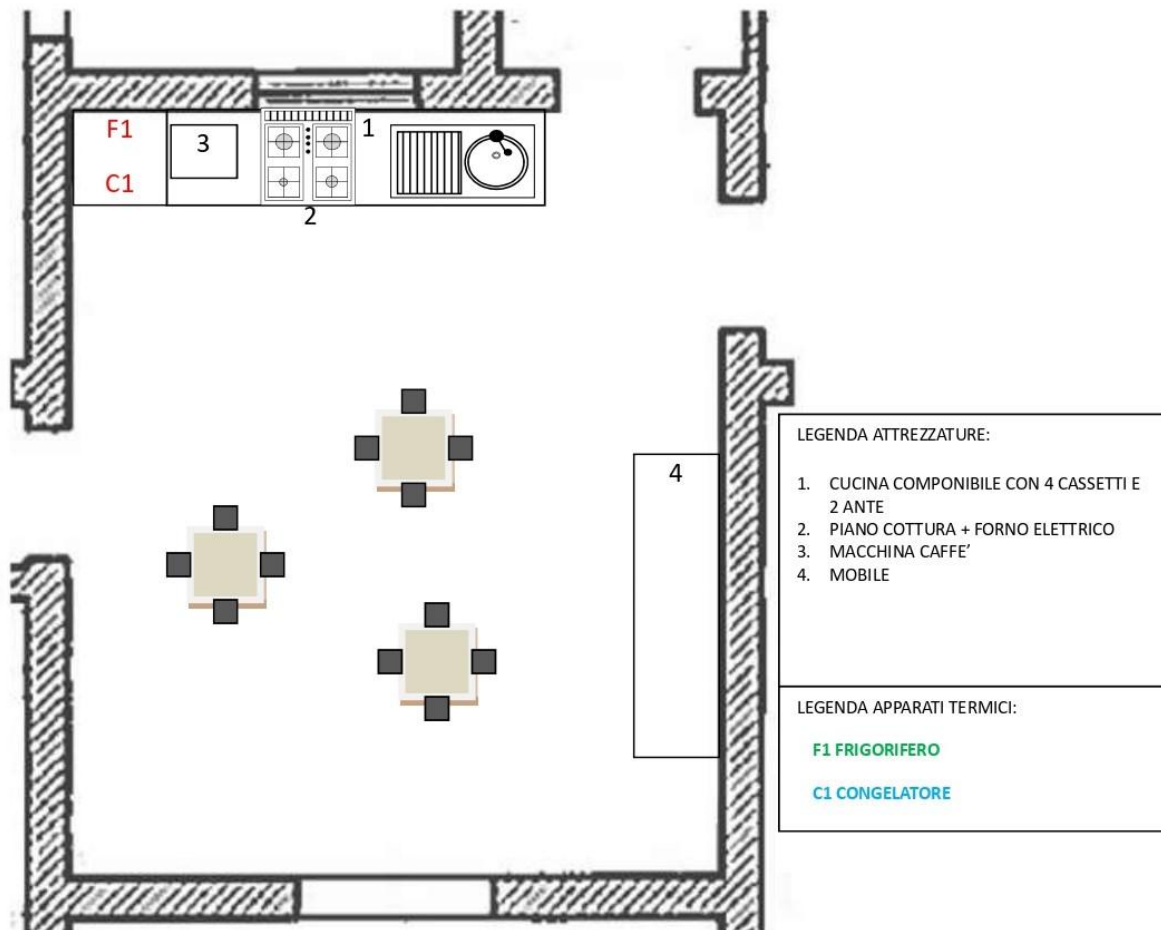 F1
3
1
C1
2
4
LEGENDA ATTREZZATURE:
1. CUCINA COMPONIBILE CON 4 CASSETTI E
2 ANTE
2. PIANO COTTURA + FORNO ELETTRICO
3. MACCHINA CAFFE'
4. MOBILE
LEGENDA APPARATI TERMICI:
F1 FRIGORIFERO
C1 CONGELATORE